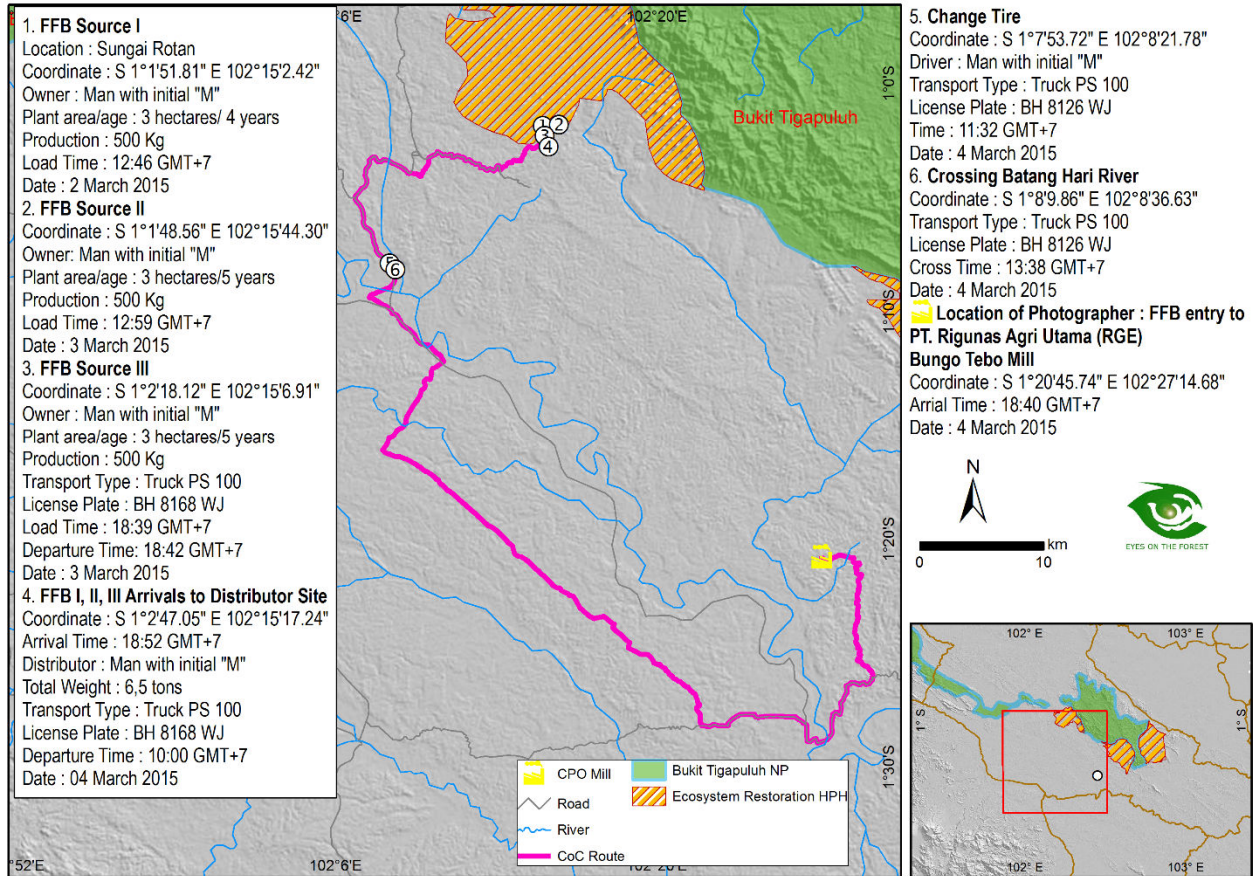 1. FFB Source I
Location : Sungai Rotan
Coordinate : S 1°1'51.81" E 102°15'2.42"
Owner : Man with initial "M"
Plant area/age : 3 hectares/ 4 years
Production : 500 Kg
Load Time : 12:46 GMT+7
Date : 2 March 2015
2. FFB Source II
Coordinate : S 1°1'48.56" E 102°15'44.30"
Owner: Man with initial "M"
Plant area/age : 3 hectares/5 years
Production : 500 Kg
Load Time : 12:59 GMT+7
Date : 3 March 2015
3. FFB Source III
Coordinate : S 1°2'18.12" E 102°15'6.91"
Owner : Man with initial "M"
Plant area/age : 3 hectares/5 years
Production : 500 Kg
Transport Type : Truck PS 100
License Plate : BH 8168 WJ
Load Time : 18:39 GMT+7
Departure Time: 18:42 GMT+7
Date : 3 March 2015
4. FFB I, II, III Arrivals to Distributor Site
Coordinate : S 1°2'47.05" E 102°15'17.24"
Arrival Time : 18:52 GMT+7
Distributor : Man with initial "M"
Total Weight : 6,5 tons
Transport Type : Truck PS 100
License Plate : BH 8168 WJ
Departure Time : 10:00 GMT+7
Date : 04 March 2015
°6'E
102°20'E
1°0'S
Bukit Tigapuluh
1
2
3
4
6
1°10'S
1°20'S
1°30'S
CPO Mill
Road
River
CoC Route
Bukit Tigapuluh NP
Ecosystem Restoration HPH
°52'E
102°6'E
102°20'E
5. Change Tire
Coordinate : S 1°7'53.72" E 102°8'21.78"
Driver : Man with initial "M"
Transport Type : Truck PS 100
License Plate : BH 8126 WJ
Time : 11:32 GMT+7
Date : 4 March 2015
6. Crossing Batang Hari River
Coordinate : S 1°8'9.86" E 102°8'36.63"
Transport Type : Truck PS 100
License Plate : BH 8126 WJ
Cross Time : 13:38 GMT+7
Date : 4 March 2015
Location of Photographer : FFB entry to
PT. Rigunas Agri Utama (RGE)
Bungo Tebo Mill
Coordinate : S 1°20'45.74" E 102°27'14.68"
Arrial Time : 18:40 GMT+7
Date : 4 March 2015
N
km
0 10
EYES ON THE FOREST
102° E 103° E
1° S 1° S
102° E 103° E